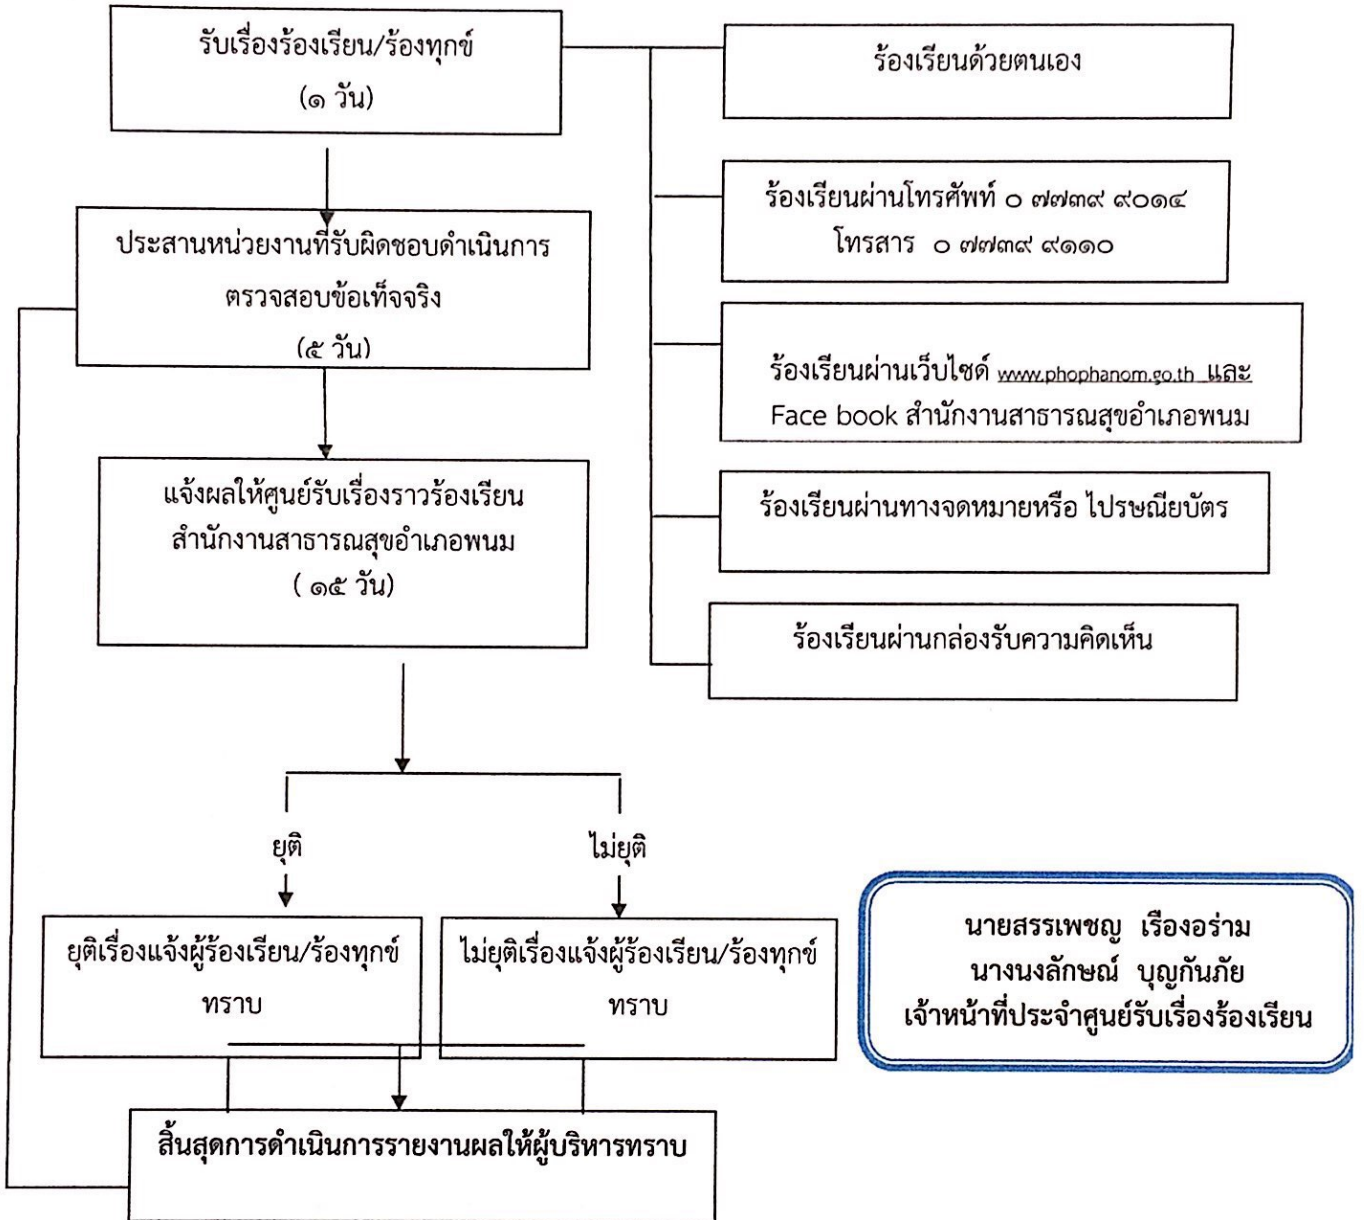 รับเรื่องร้องเรียน/ร้องทุกข์
(๑ วัน)
ร้องเรียนด้วยตนเอง
ร้องเรียนผ่านโทรศัพท์ ๐ ๗๗๓๙ ๙๐๑๔
โทรสาร ๐ ๗๗๓๙ ๙๑๑๐
ประสานหน่วยงานที่รับผิดชอบดำเนินการ
ตรวจสอบข้อเท็จจริง
(๕ วัน)
ร้องเรียนผ่านเว็บไซด์ www.phophanom.go.th และ
Face book สำนักงานสาธารณสุขอำเภอพนม
แจ้งผลให้ศูนย์รับเรื่องราวร้องเรียน
สำนักงานสาธารณสุขอำเภอพนม
( ๑๕ วัน)
ร้องเรียนผ่านทางจดหมายหรือ ไปรษณียบัตร
ร้องเรียนผ่านกล่องรับความคิดเห็น
ยุติ
ไม่ยุติ
ยุติเรื่องแจ้งผู้ร้องเรียน/ร้องทุกข์
ทราบ
ไม่ยุติเรื่องแจ้งผู้ร้องเรียน/ร้องทุกข์
ทราบ
นายสรรเพชญ เรืองอร่าม
นางนงลักษณ์ บุญกันภัย
เจ้าหน้าที่ประจำศูนย์รับเรื่องร้องเรียน
สิ้นสุดการดำเนินการรายงานผลให้ผู้บริหารทราบ